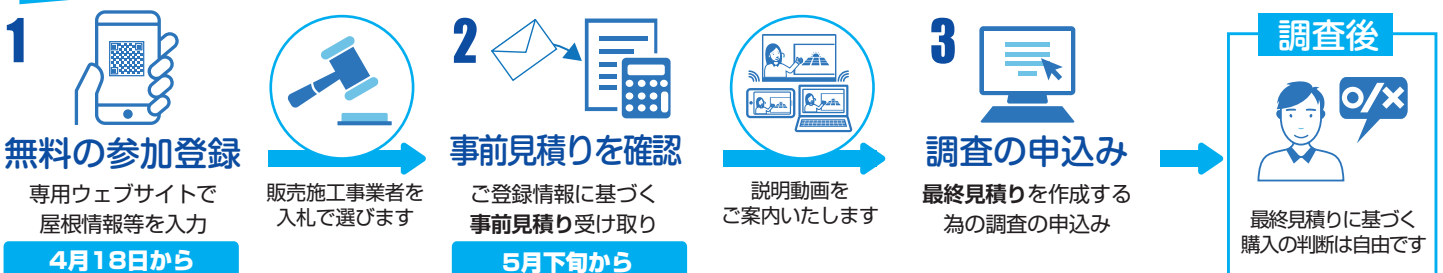 1
無料の参加登録
専用ウェブサイトで
屋根情報等を入力
4月18日から
販売施工事業者を
入札で選びます
2
事前見積りを確認
ご登録情報に基づく
事前見積り受け取り
5月下旬から
説明動画を
ご案内いたします
3
調査の申込み
最終見積りを作成する
為の調査の申込み
調査後
o/×
最終見積りに基づく
購入の判断は自由です